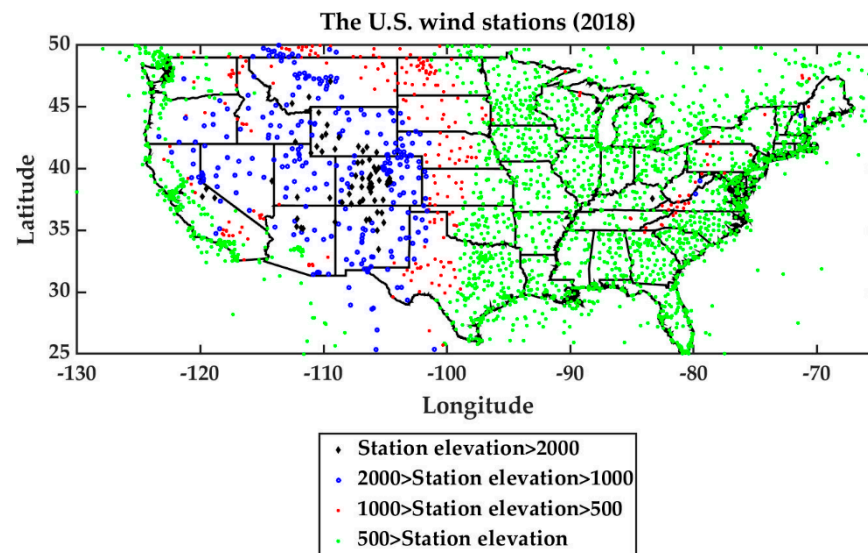 The U.S. wind stations (2018)
50
45
40
35
30
25
Latitude
-130
-120
-110
-100
-90
-80
-70
Longitude
Station elevation>2000
2000>Station elevation>1000
1000>Station elevation>500
500>Station elevation